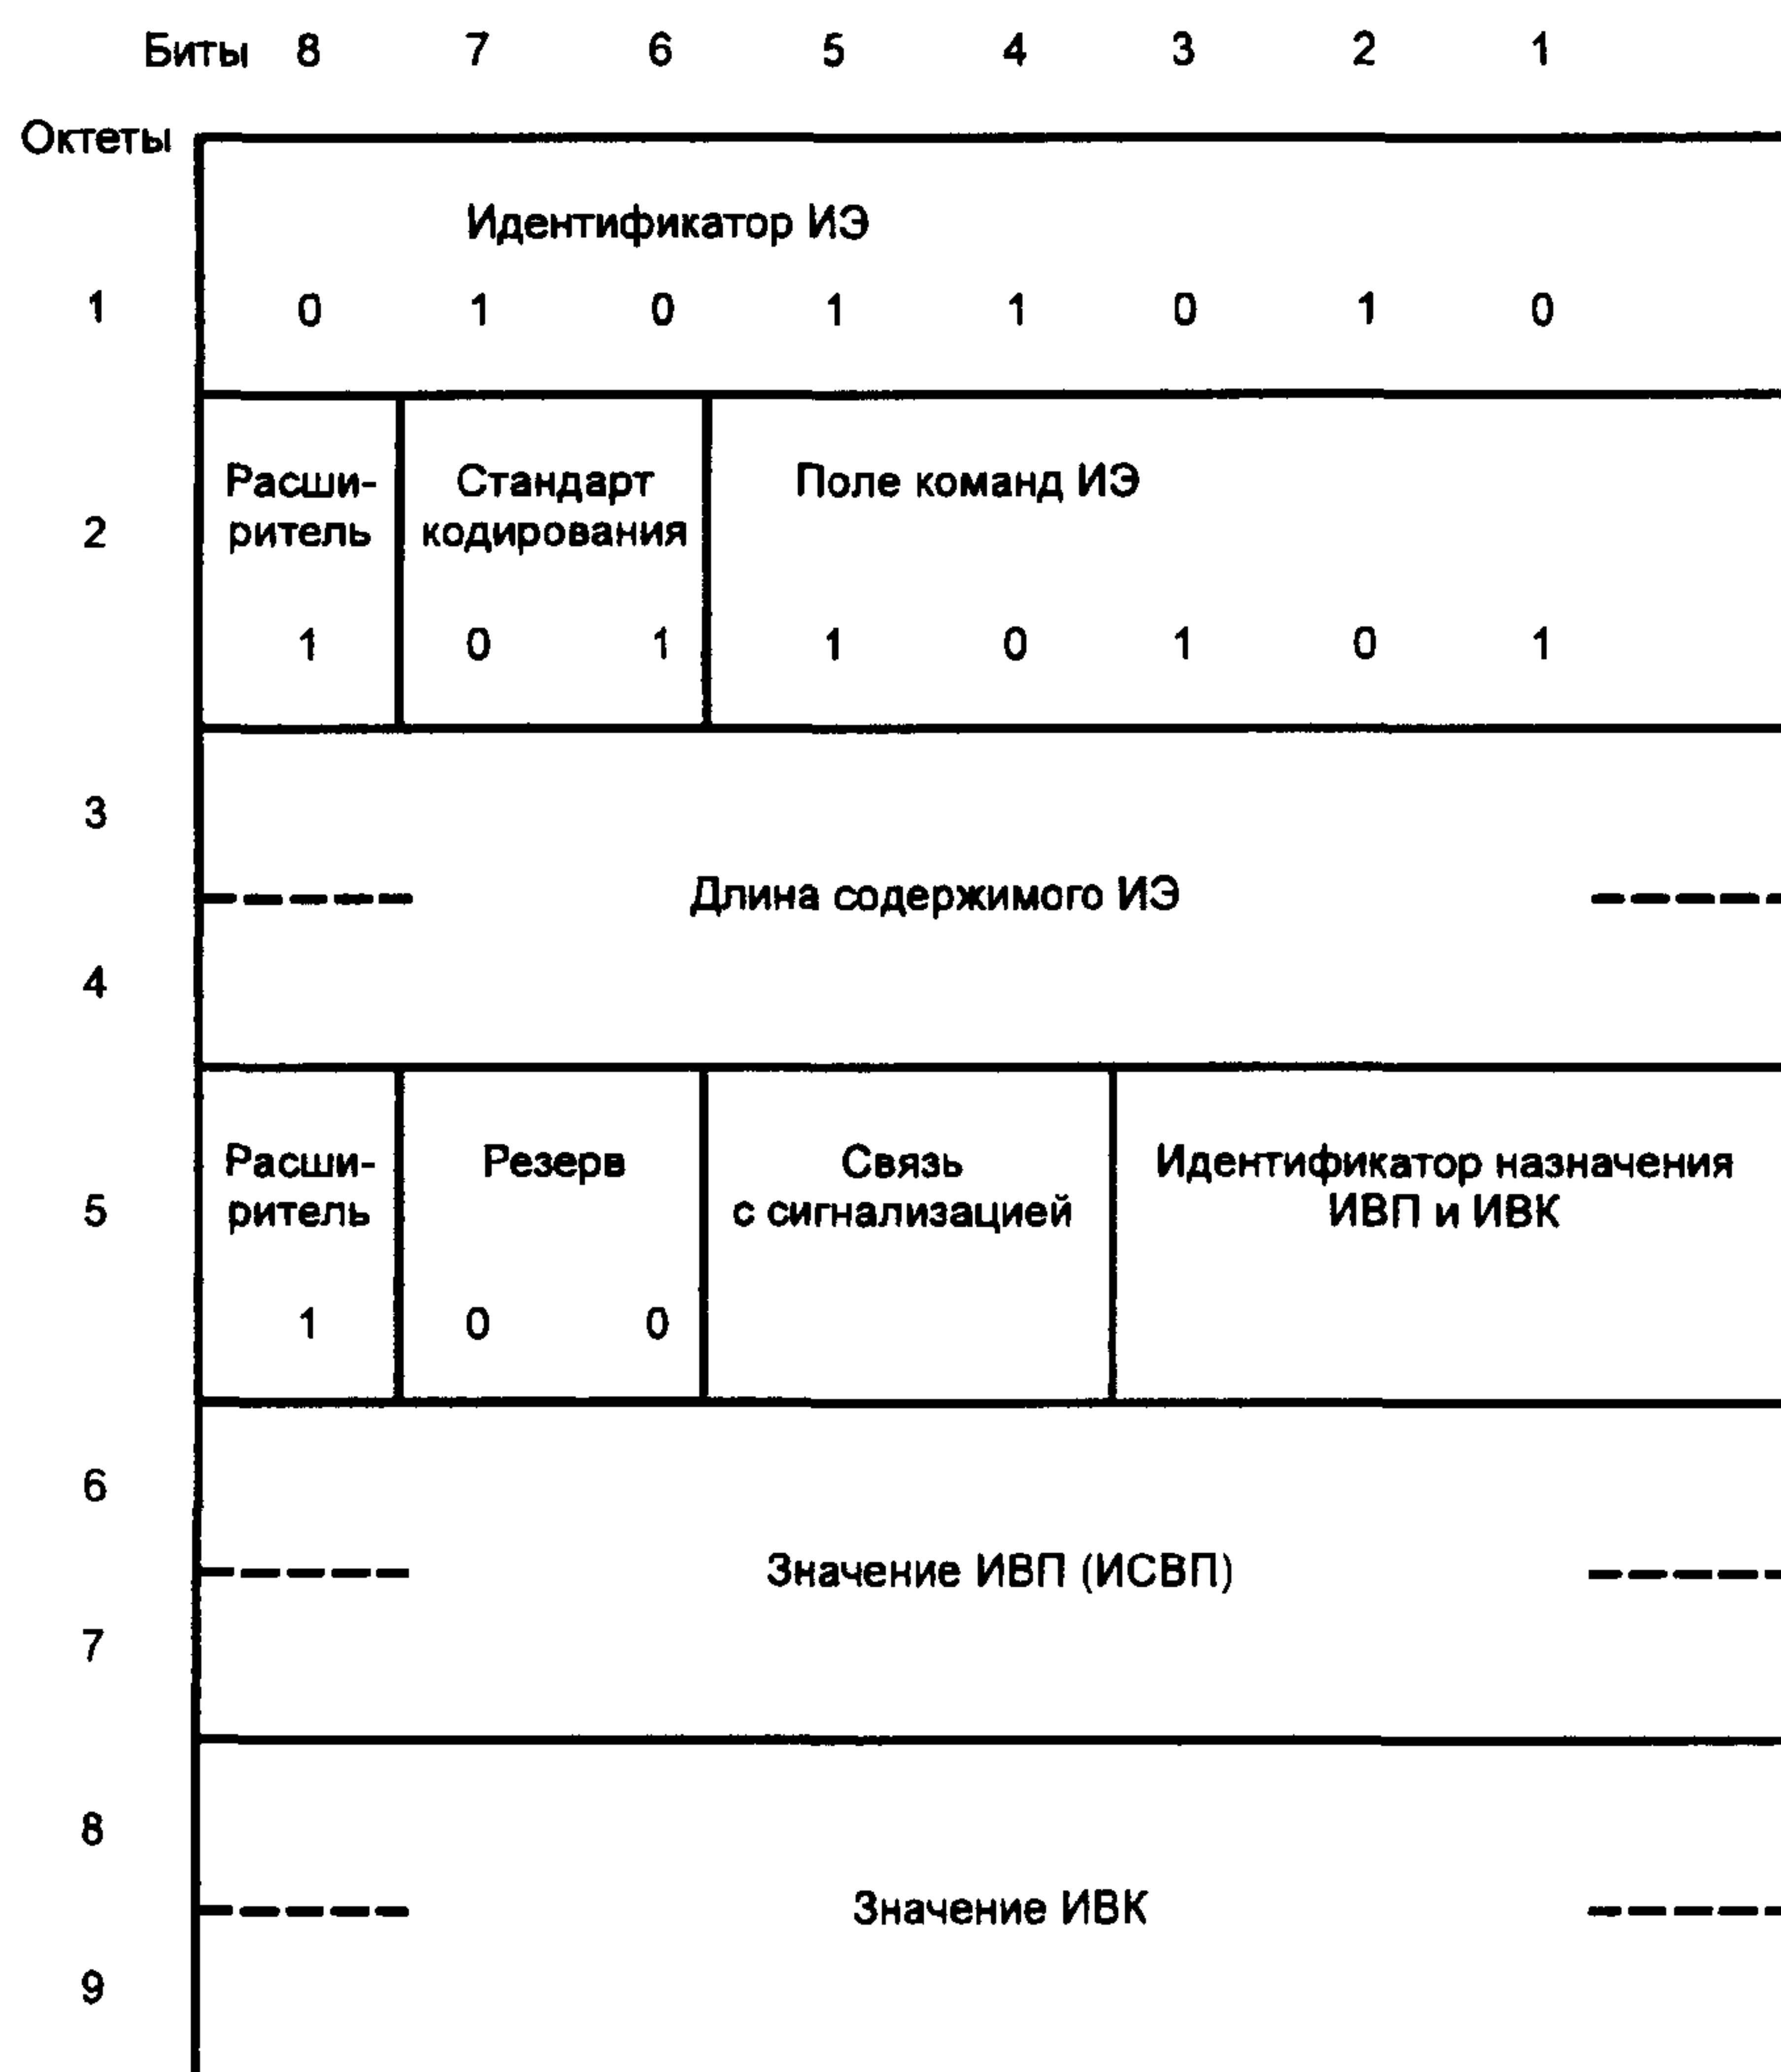 Биты 8 7 6 5 4 3 2 1
Октеты
Идентификатор ИЭ
1 0 1 0 1 1 0 1 0
Расши- Стандарт Поле команд ИЭ
ритель кодирования
2
1 0 1 1 0 1 0 1
3
Длина содержимого ИЭ
4
Расши- Резерв Связь Идентификатор назначения
5 ритель с сигнализацией ИВП и ИВК
1 0 0
6
Значение ИВП (ИСВП)
7
8
Значение ИВК
9